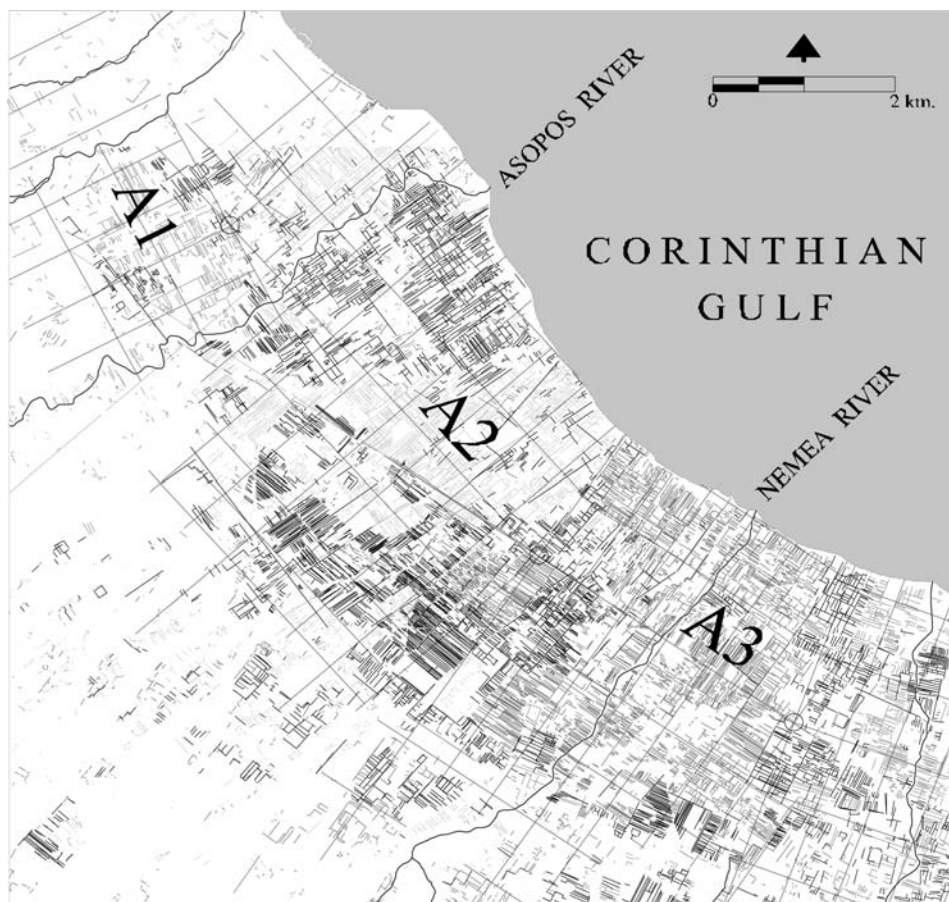 0 2 km.
ASOPOS RIVER
A1
CORINTHIAN
GULF
A2
NEMEA RIVER
A3